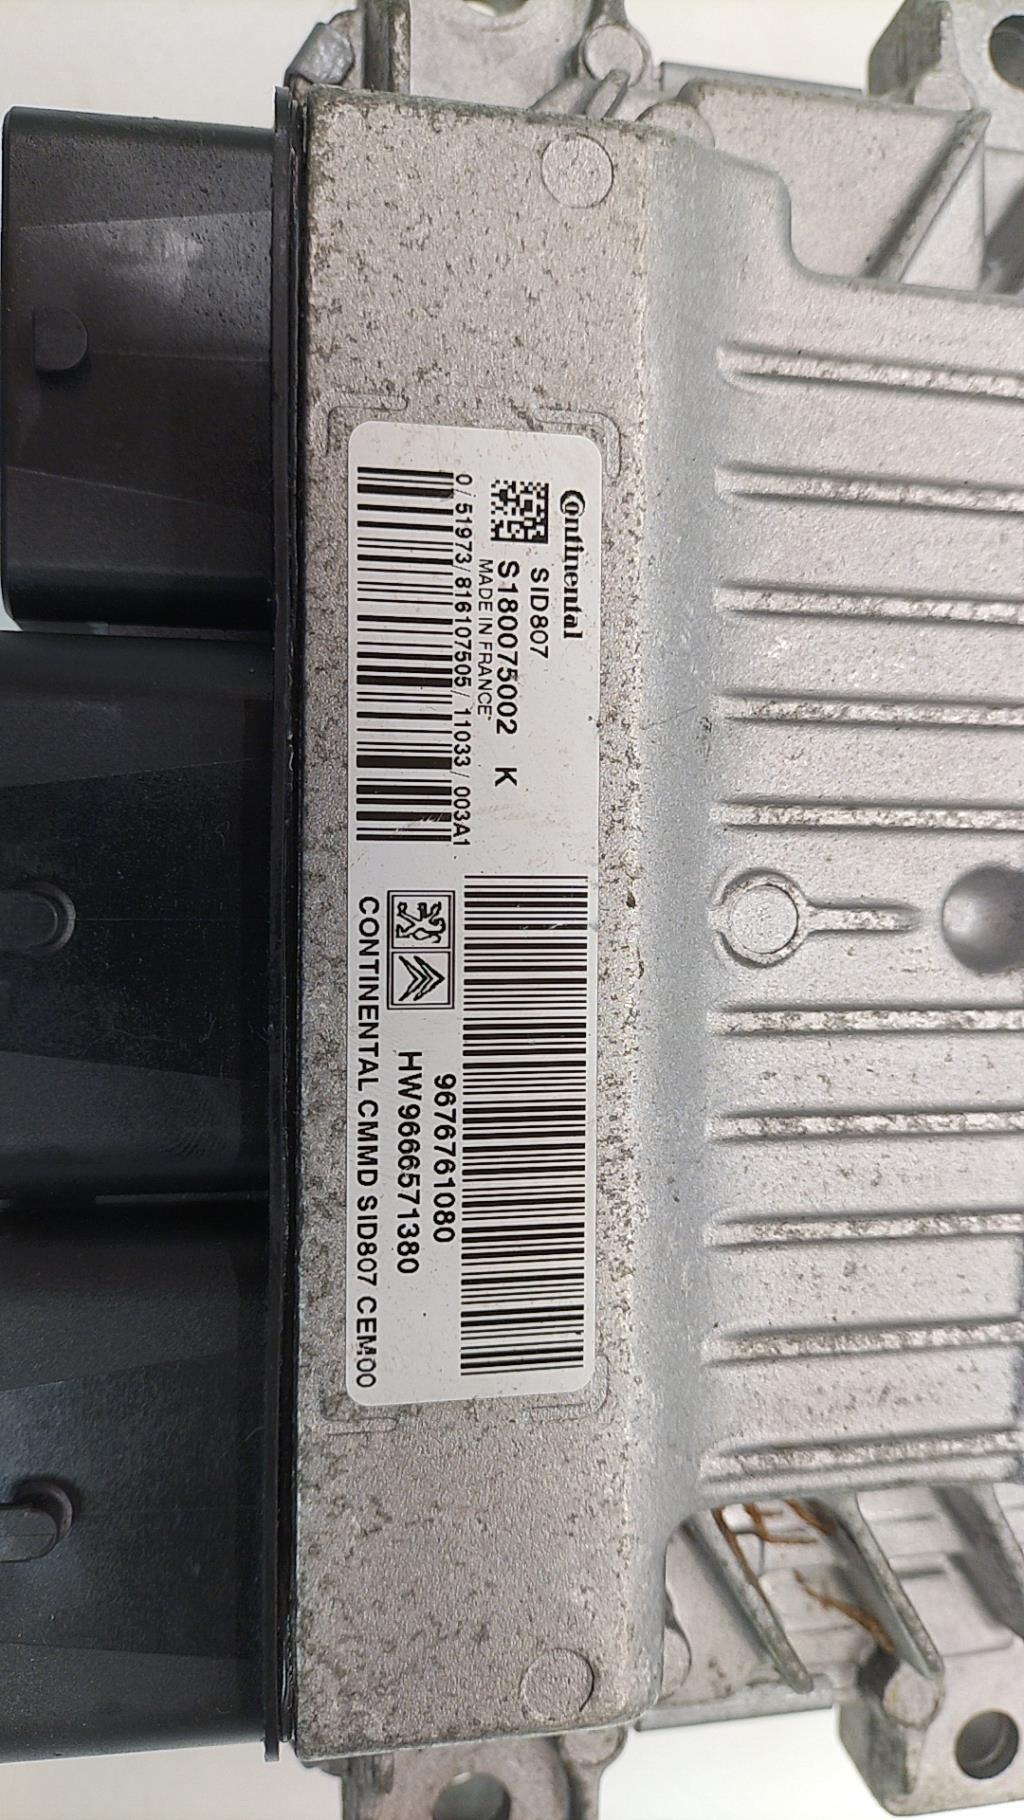 Continental
SID807
S180075002 K
MADE IN FRANCE
0/51973/816107505/11033/003A1
9676761080
HW9666571380
CONTINENTAL CMMD SID807 CEM00